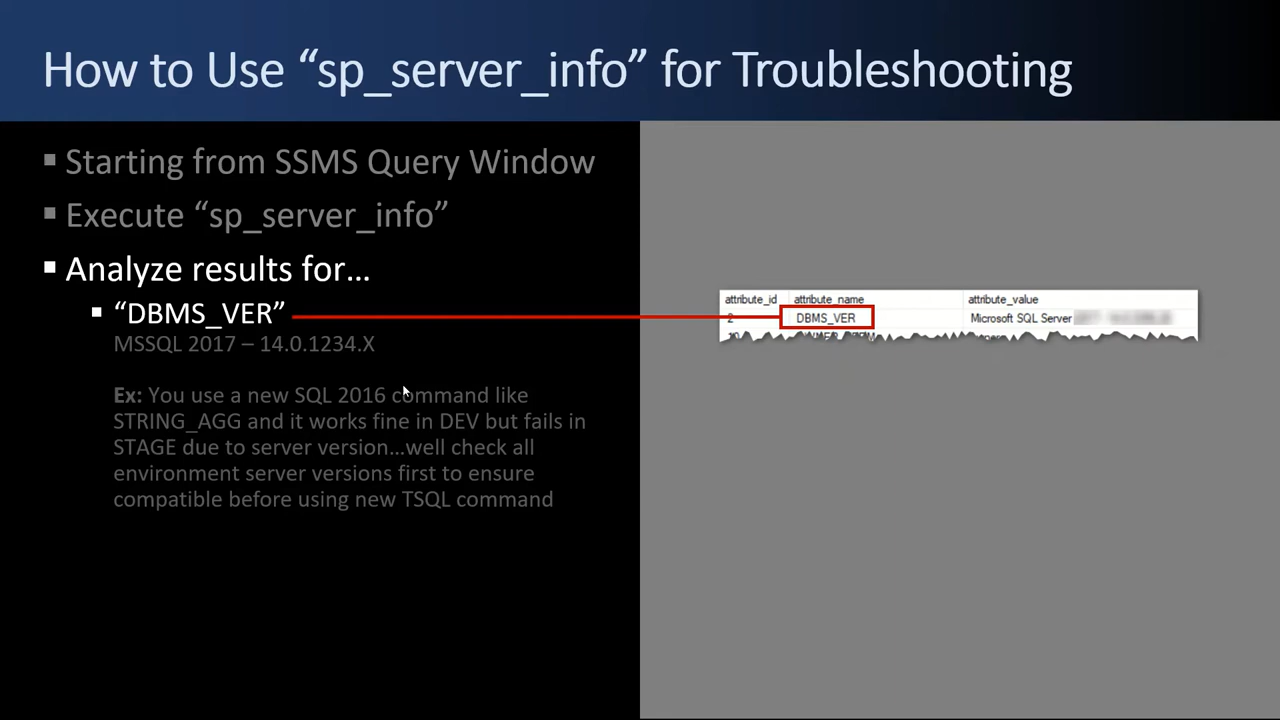 How to Use “sp_server_info” for Troubleshooting
Starting from SSMS Query Window
Execute “sp_server_info”
Analyze results for…
“DBMS_VER”
MSSQL 2017 – 14.0.1234.X
Ex: You use a new SQL 2016 command like
STRING_AGG and it works fine in DEV but fails in
STAGE due to server version…well check all
environment server versions first to ensure
compatible before using new TSQL command
attribute_id attribute_name attribute_value
2 DBMS_VER Microsoft SQL Server